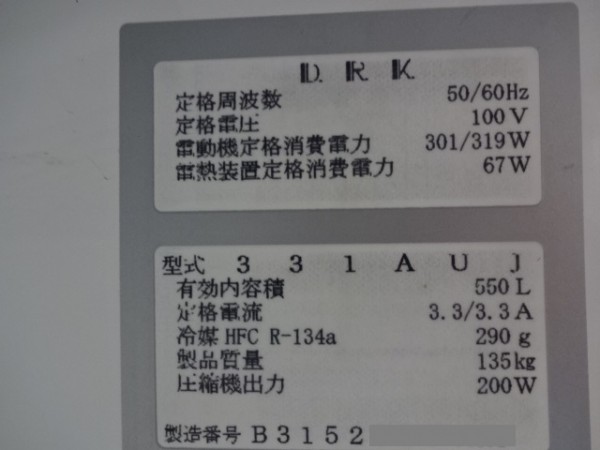 D.R.K.
定格周波数 50/60Hz
定格電圧 100V
電動機定格消費電力 301/319W
電熱装置定格消費電力 67W
型式 3 3 1 A U J
有効内容積 550L
定格電流 3.3/3.3A
冷媒 HFC R-134a 290g
製品質量 135kg
圧縮機出力 200W
製造番号 B3152